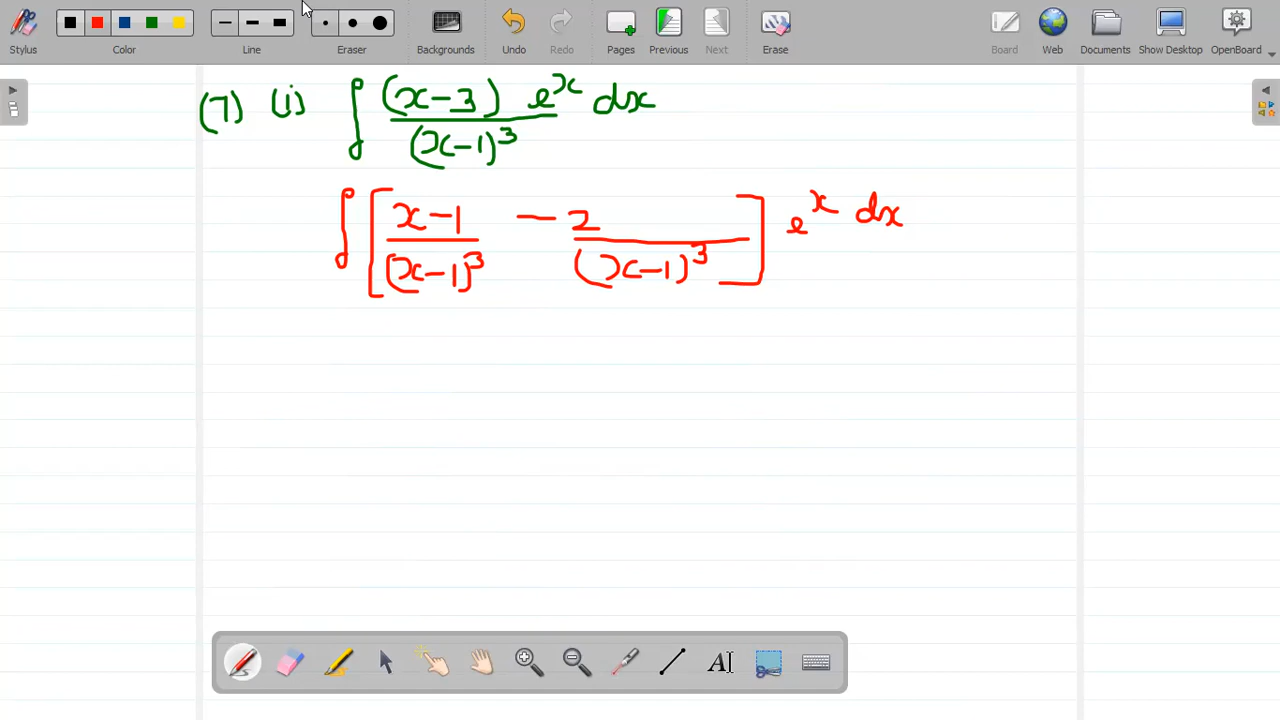 Stylus Color Line Eraser Backgrounds Undo Redo Pages Previous Next Erase Board Web Documents Show Desktop OpenBoard
(7) (i) ∫ (x-3) e^x dx / (x-1)^3
∫ [ x-1 / (x-1)^3 - 2 / (x-1)^3 ] e^x dx